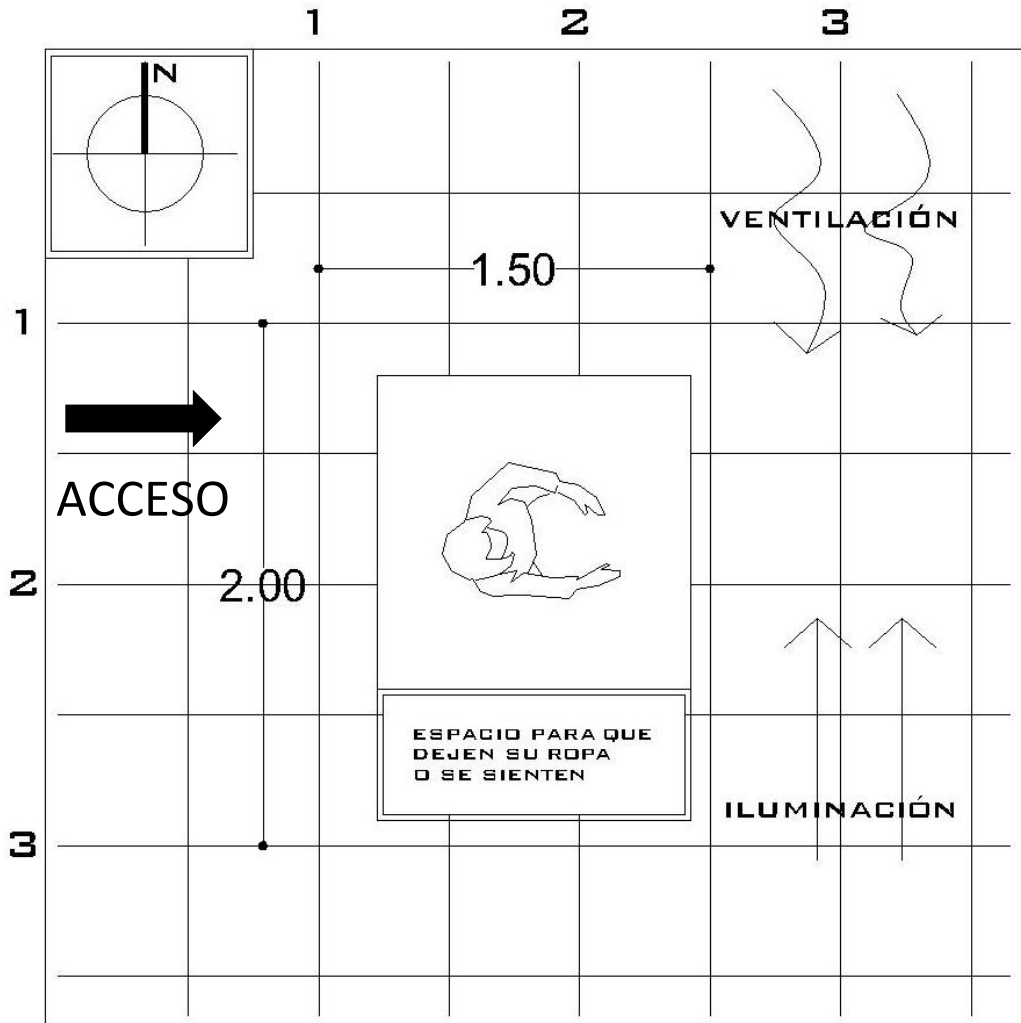 1 2 3
N
VENTILACIÓN
1.50
1
ACCESO
2
2.00
ESPACIO PARA QUE
DEJEN SU ROPA
O SE SIENTEN
ILUMINACIÓN
3